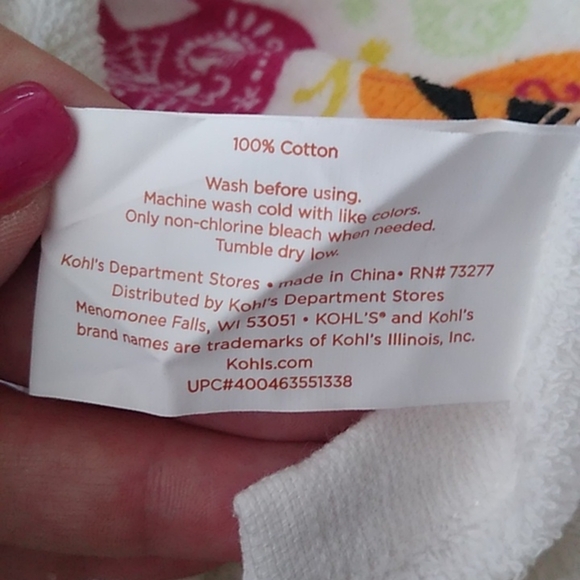 100% Cotton
Wash before using.
Machine wash cold with like colors.
Only non-chlorine bleach when needed.
Tumble dry low.
Kohl's Department Stores • made in China • RN# 73277
Distributed by Kohl's Department Stores
Menomonee Falls, WI 53051 • KOHL'S® and Kohl's
brand names are trademarks of Kohl's Illinois, Inc.
Kohls.com
UPC#400463551338